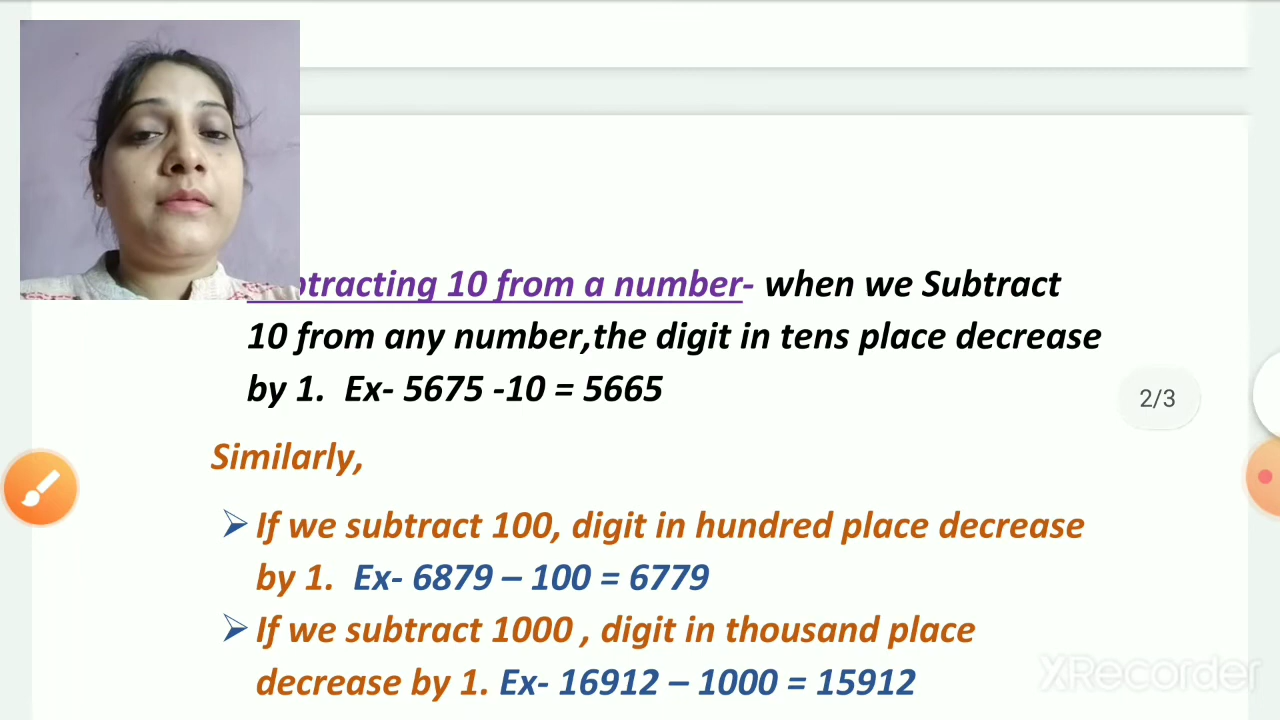 btracting 10 from a number- when we Subtract
10 from any number,the digit in tens place decrease
by 1. Ex- 5675 -10 = 5665
2/3
Similarly,
➢ If we subtract 100, digit in hundred place decrease
by 1. Ex- 6879 – 100 = 6779
➢ If we subtract 1000 , digit in thousand place
decrease by 1. Ex- 16912 – 1000 = 15912
XRecorder